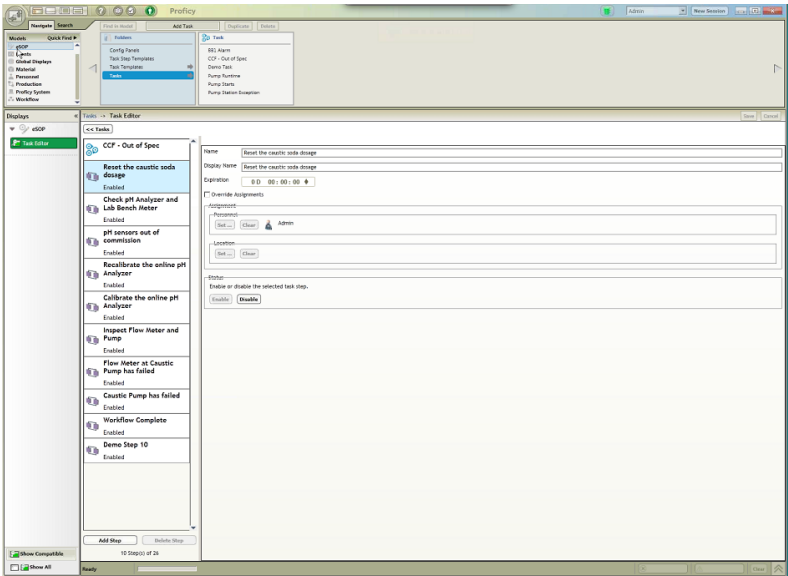 Proficy
Admin
New Session
Navigate Search
Find in Model
Add Task
Duplicate
Delete
Models Quick Find
eSOP
Global Displays
Material
Personnel
Production
Proficy System
Workflow
Folders
Config Panels
Task Step Templates
Task Templates
Tasks
Task
BB1 Alarm
CCF - Out of Spec
Demo Task
Pump Runtime
Pump Starts
Pump Station Exception
Displays
eSOP
Task Editor
Show Compatible
Show All
Tasks -> Task Editor
Save
Cancel
<< Tasks
CCF - Out of Spec
Reset the caustic soda
dosage
Enabled
Check pH Analyzer and
Lab Bench Meter
Enabled
pH sensors out of
commission
Enabled
Recalibrate the online pH
Analyzer
Enabled
Calibrate the online pH
Analyzer
Enabled
Inspect Flow Meter and
Pump
Enabled
Flow Meter at Caustic
Pump has failed
Enabled
Caustic Pump has failed
Enabled
Workflow Complete
Enabled
Demo Step 10
Enabled
Add Step
Delete Step
10 Step(s) of 26
Name
Reset the caustic soda dosage
Display Name
Reset the caustic soda dosage
Expiration
0 D 00 : 00 : 00
Override Assignments
Assignment
Personnel
Set ...
Clear
Admin
Location
Set ...
Clear
Status
Enable or disable the selected task step.
Enable
Disable
Ready
Clear